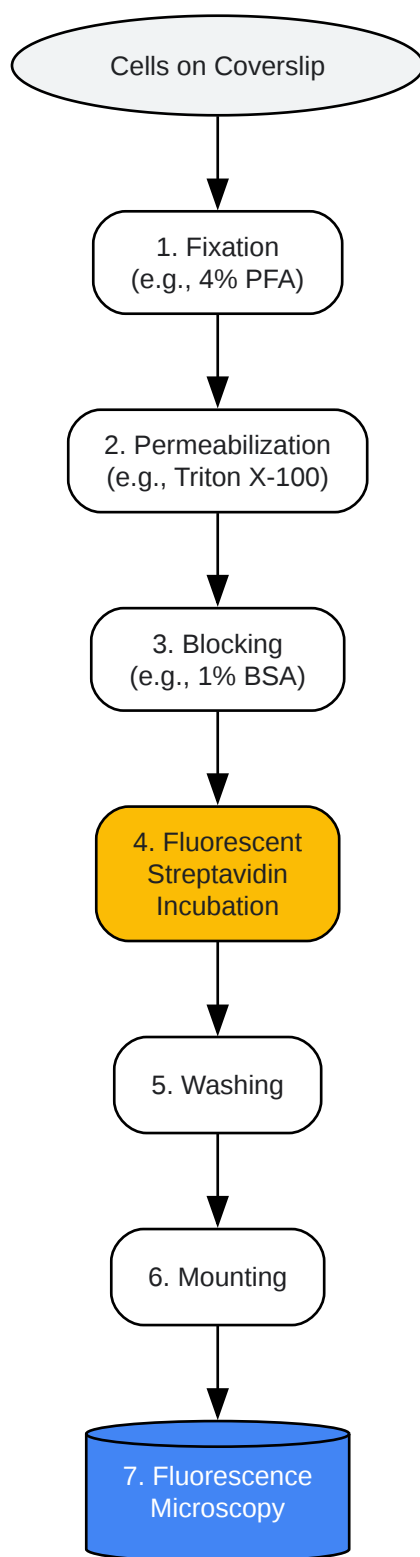 Cells on Coverslip
1. Fixation
(e.g., 4% PFA)
2. Permeabilization
(e.g., Triton X-100)
3. Blocking
(e.g., 1% BSA)
4. Fluorescent
Streptavidin
Incubation
5. Washing
6. Mounting
7. Fluorescence
Microscopy